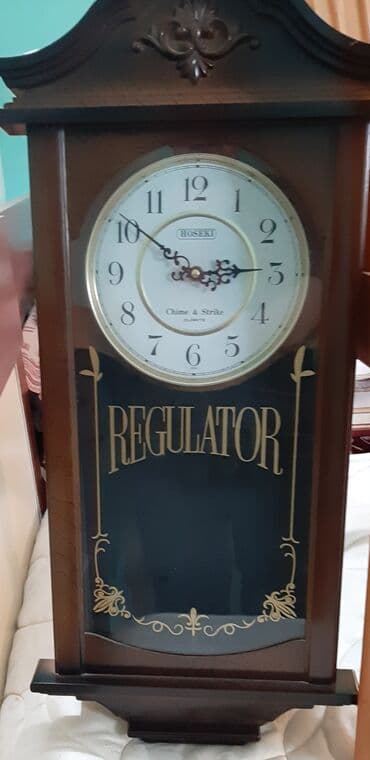 12
11 1
10 2
HOSEKI
9 3
Chime & Strike
QUARTZ
8 4
7 5
6
REGULATOR